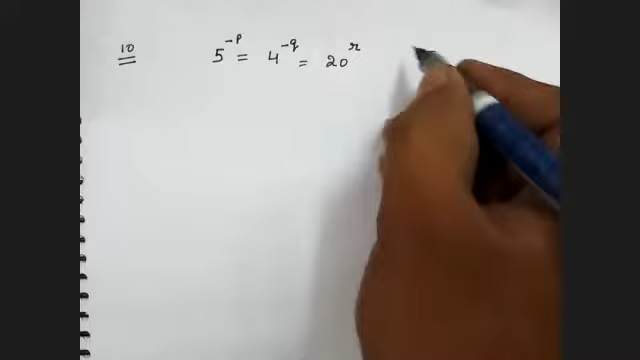 10 5^{-p} = 4^{-q} = 20^{r}